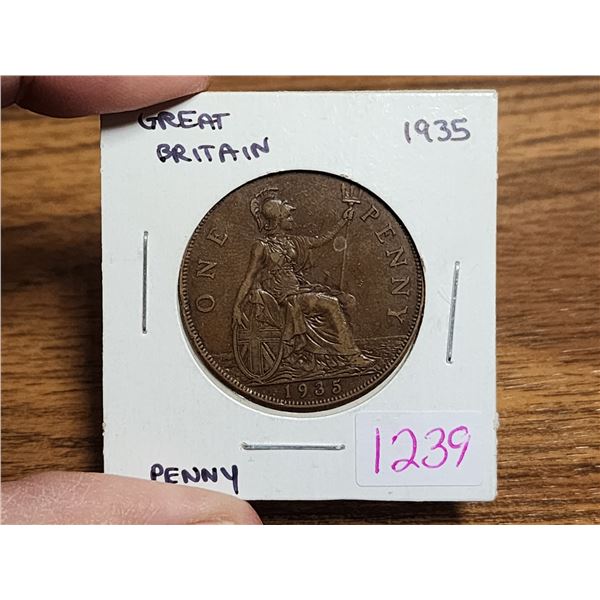 GREAT
BRITAIN
1935
ONE PENNY
1935
PENNY
1239